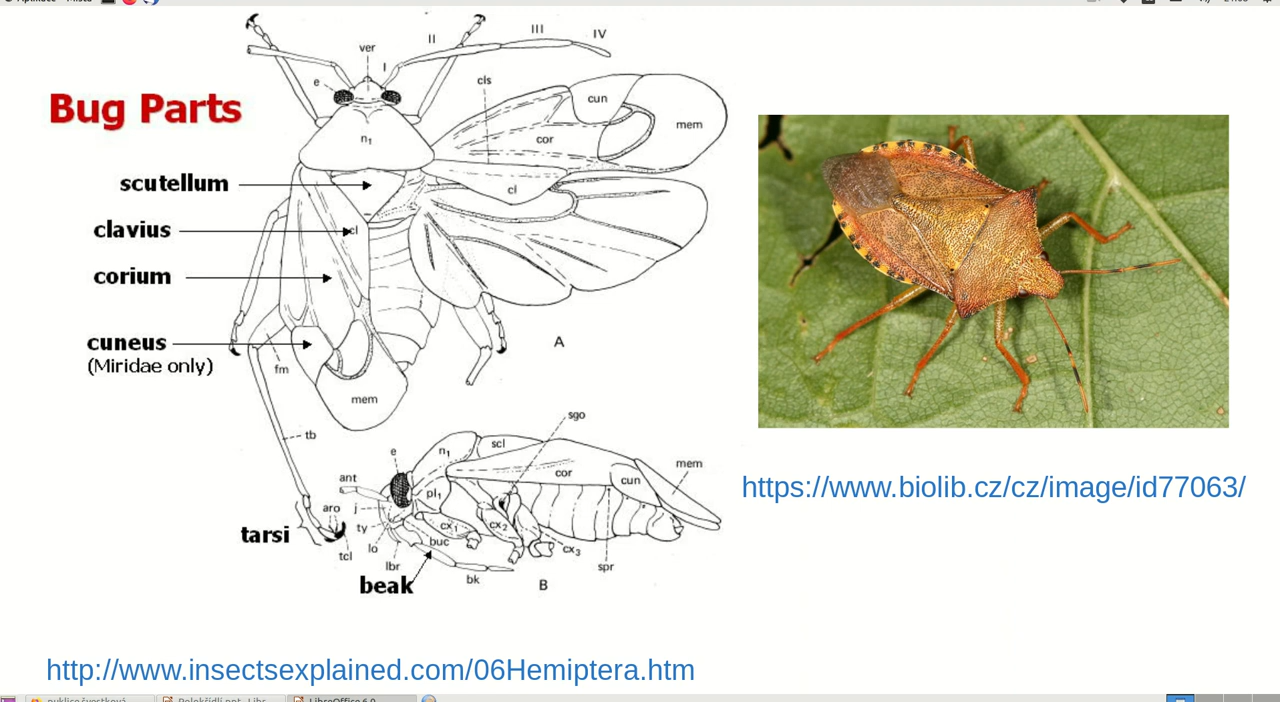 III
IV
II
ver
I
e
cls
cun
mem
Bug Parts
n1
cor
scutellum
cl
clavius
cl
corium
cuneus
(Miridae only)
A
fm
mem
sgo
tb
e
n1
scl
cor
mem
cun
ant
pl1
aro
j
cx1
cx2
tarsi
ty
buc
cx3
tcl
lo
lbr
spr
beak
bk
B
https://www.biolib.cz/cz/image/id77063/
http://www.insectsexplained.com/06Hemiptera.htm